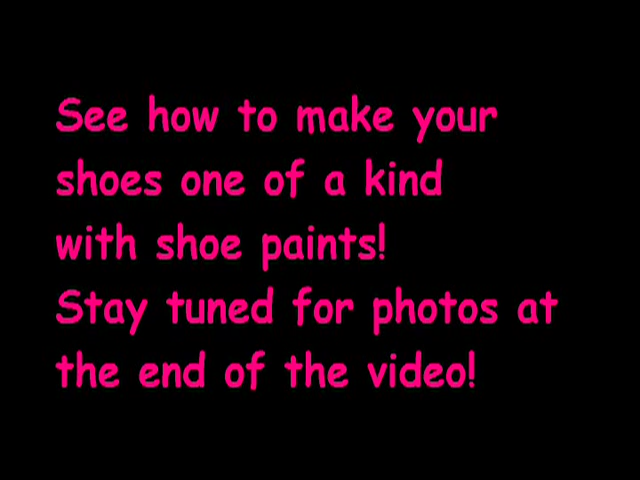 See how to make your
shoes one of a kind
with shoe paints!
Stay tuned for photos at
the end of the video!